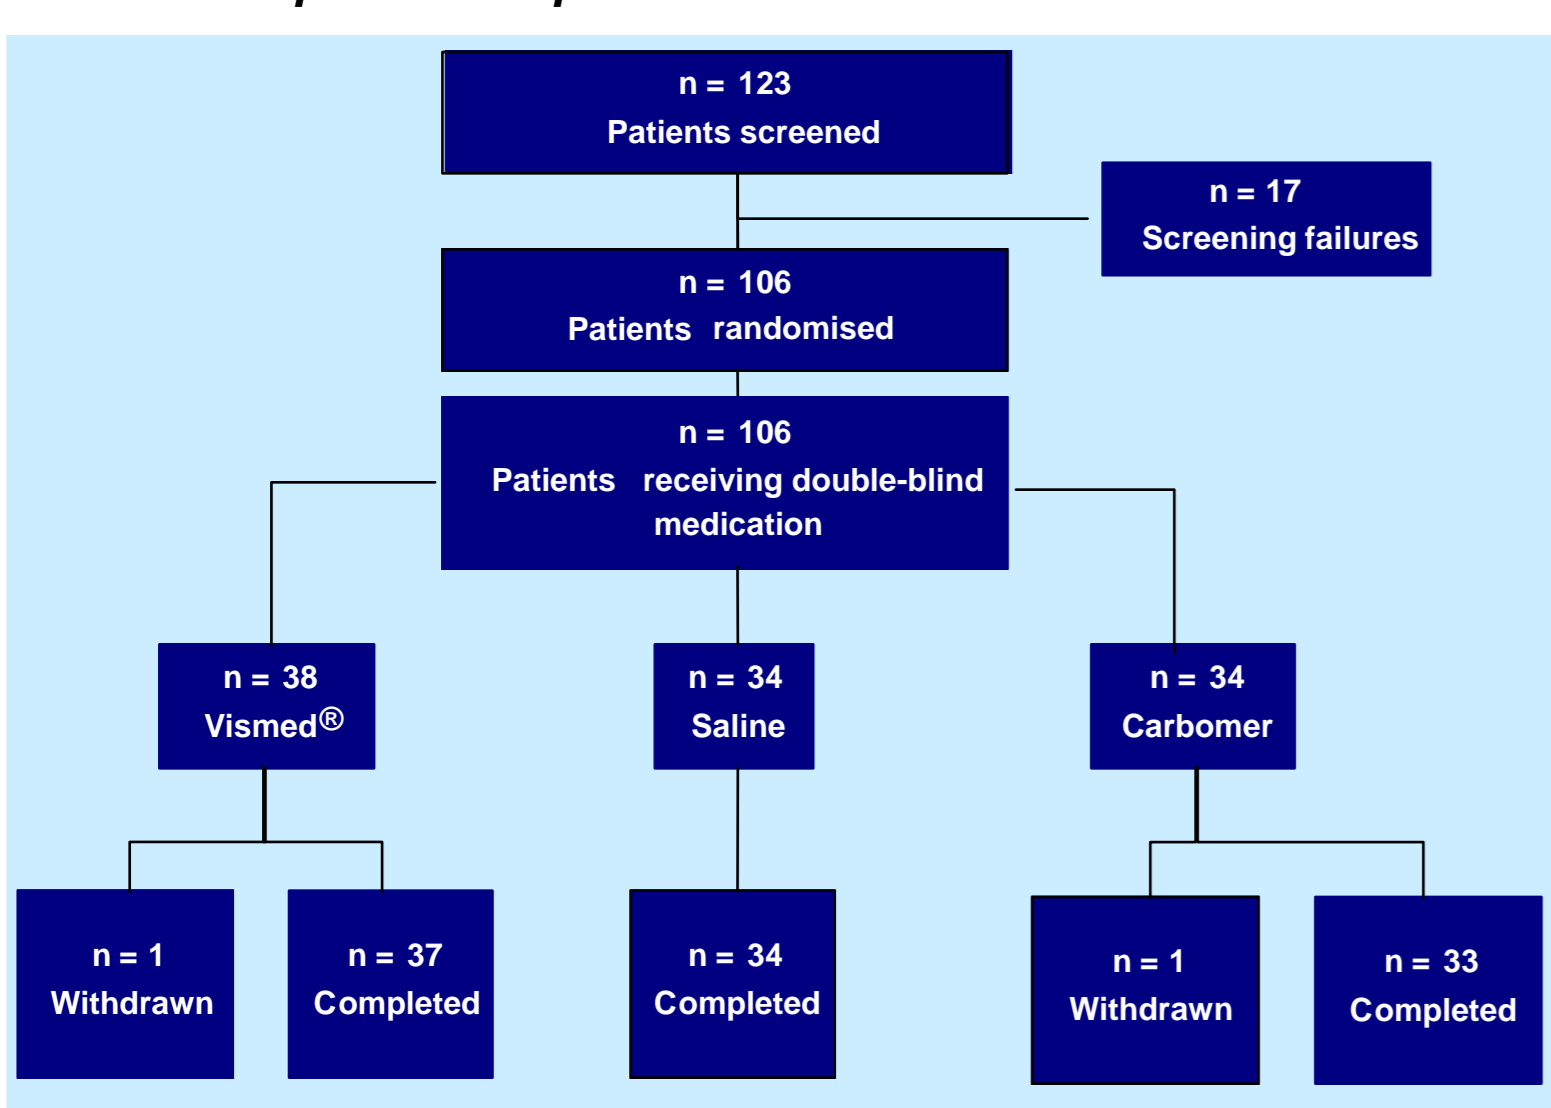 n = 123
Patients screened
n = 17
Screening failures
n = 106
Patients randomised
n = 106
Patients receiving double-blind
medication
n = 38
Vismed®
n = 34
Saline
n = 34
Carbomer
n = 1
Withdrawn
n = 37
Completed
n = 34
Completed
n = 1
Withdrawn
n = 33
Completed